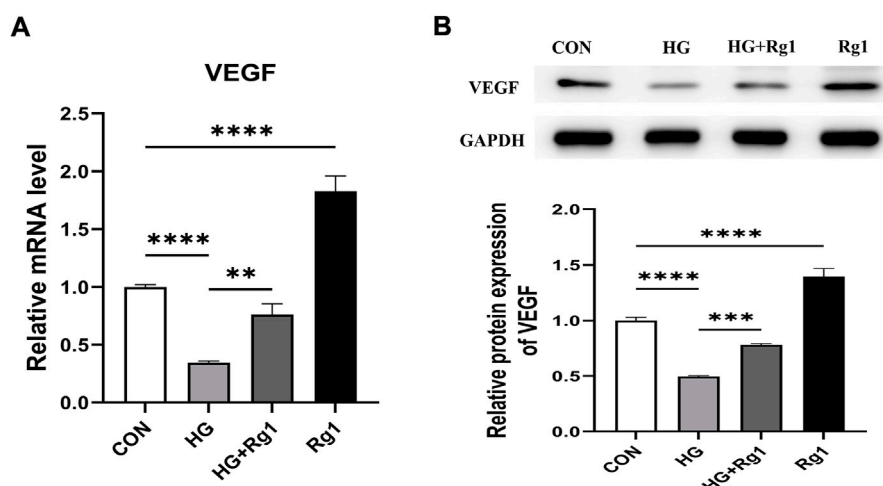 A
VEGF
Relative mRNA level
2.5
2.0
1.5
1.0
0.5
0.0
****
****
**
CON
HG
HG+Rg1
Rg1
B
CON HG HG+Rg1 Rg1
VEGF
GAPDH
Relative protein expression
of VEGF
2.0
1.5
1.0
0.5
0.0
****
****
***
CON
HG
HG+Rg1
Rg1